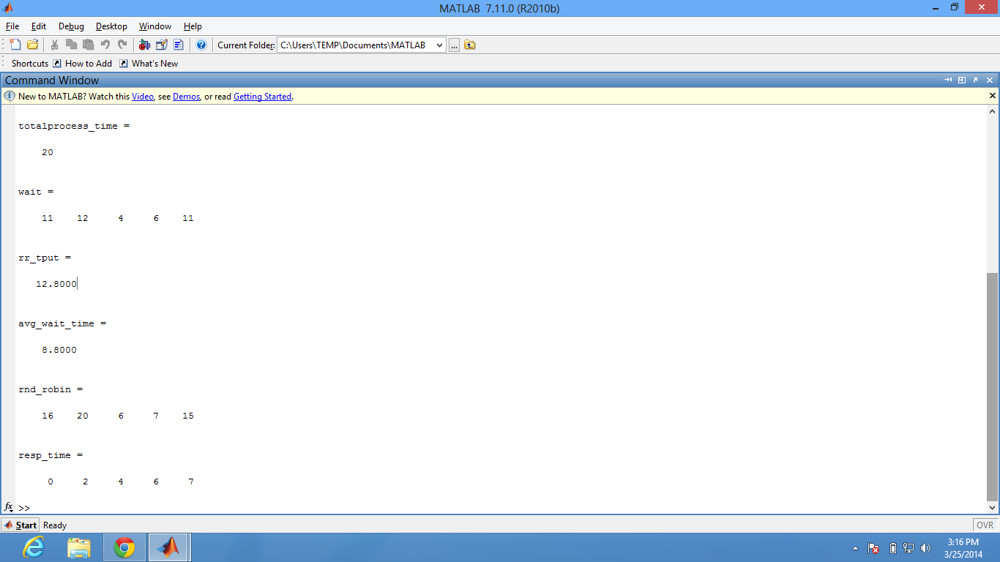 MATLAB 7.11.0 (R2010b)
File Edit Debug Desktop Window Help
Current Folder: C:\Users\TEMP\Documents\MATLAB ...
Shortcuts How to Add What's New
Command Window
New to MATLAB? Watch this Video, see Demos, or read Getting Started.
totalprocess_time =
20
wait =
11 12 4 6 11
rr_tput =
12.8000
avg_wait_time =
8.8000
rnd_robin =
16 20 6 7 15
resp_time =
0 2 4 6 7
fx >>
Start Ready OVR
3:16 PM
3/25/2014